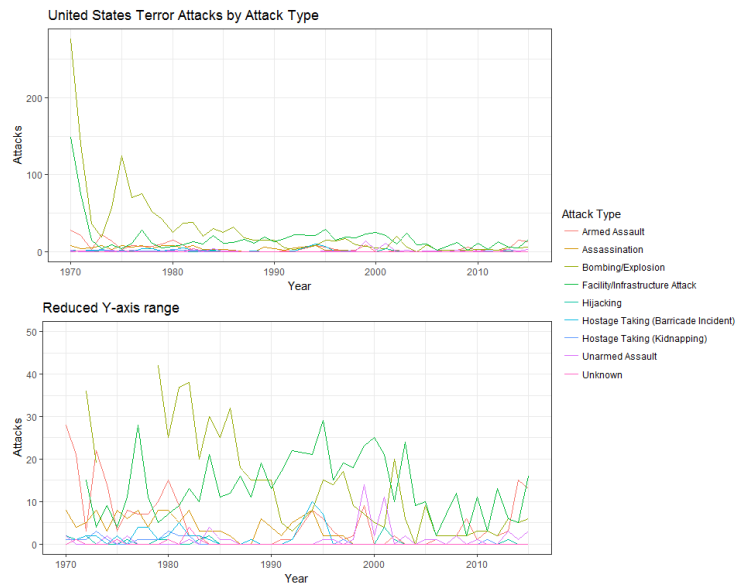 United States Terror Attacks by Attack Type
200
100
0
Attacks
1970
1980
1990
2000
2010
Year
Reduced Y-axis range
50
40
30
20
10
0
Attacks
1970
1980
1990
2000
2010
Year
Attack Type
Armed Assault
Assassination
Bombing/Explosion
Facility/Infrastructure Attack
Hijacking
Hostage Taking (Barricade Incident)
Hostage Taking (Kidnapping)
Unarmed Assault
Unknown